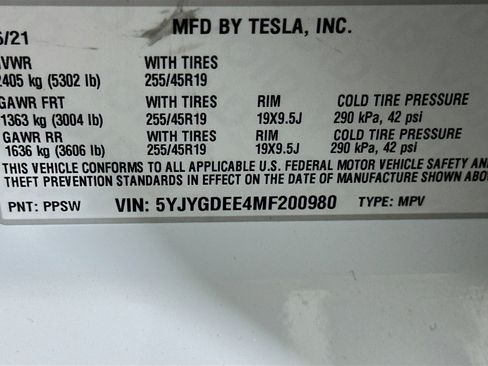 6/21 MFD BY TESLA, INC.
VWR WITH TIRES
2405 kg (5302 lb) 255/45R19
GAWR FRT WITH TIRES RIM COLD TIRE PRESSURE
1363 kg (3004 lb) 255/45R19 19X9.5J 290 kPa, 42 psi
GAWR RR WITH TIRES RIM COLD TIRE PRESSURE
1636 kg (3606 lb) 255/45R19 19X9.5J 290 kPa, 42 psi
THIS VEHICLE CONFORMS TO ALL APPLICABLE U.S. FEDERAL MOTOR VEHICLE SAFETY AN
THEFT PREVENTION STANDARDS IN EFFECT ON THE DATE OF MANUFACTURE SHOWN ABO
PNT: PPSW VIN: 5YJYGDEE4MF200980 TYPE: MPV